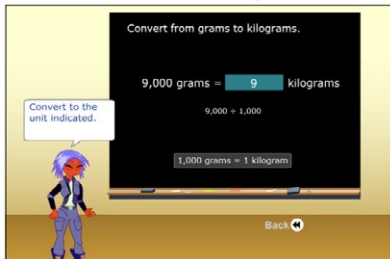 Convert from grams to kilograms.
9,000 grams = 9 kilograms
9,000 ÷ 1,000
Convert to the
unit indicated.
1,000 grams = 1 kilogram
Back